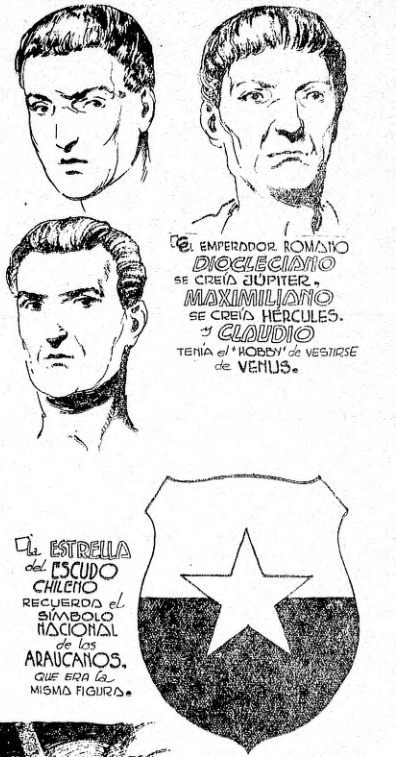 El EMPERADOR ROMANO
DIOCLECIANO
SE CREÍA JÚPITER,
MAXIMILIANO
SE CREÍA HÉRCULES.
y CLAUDIO
TENÍA el "HOBBY" de VESTIRSE
de VENUS.
La ESTRELLA
del ESCUDO
CHILENO
RECUERDA el
SÍMBOLO
NACIONAL
de los
ARAUCANOS.
QUE ERA la
MISMA FIGURA.